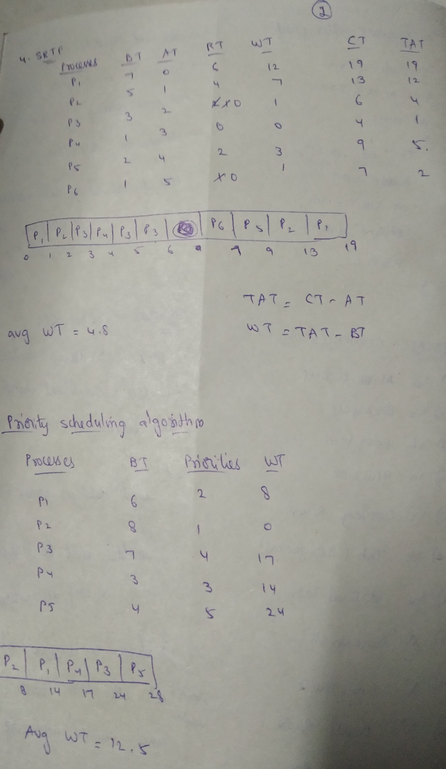 2
4. SRTF
Processes BT AT RT WT CT TAT
P1 7 0 6 12 19 19
P2 5 1 4 7 13 12
P3 3 2 0 1 6 4
P4 1 3 0 0 4 1
P5 2 4 2 3 9 5.
P6 1 5 0 1 7 2
P1 P2 P3 P4 P3 P3 P6 P5 P2 P1
0 1 2 3 4 5 6 7 9 13 19
TAT = CT - AT
avg WT = 4.8 WT = TAT - BT
Priority scheduling algorithm
Processes BT Priorities WT
P1 6 2 8
P2 8 1 0
P3 7 4 17
P4 3 3 14
P5 4 5 24
P2 P1 P4 P3 P5
8 14 17 24 28
Avg WT = 12.5